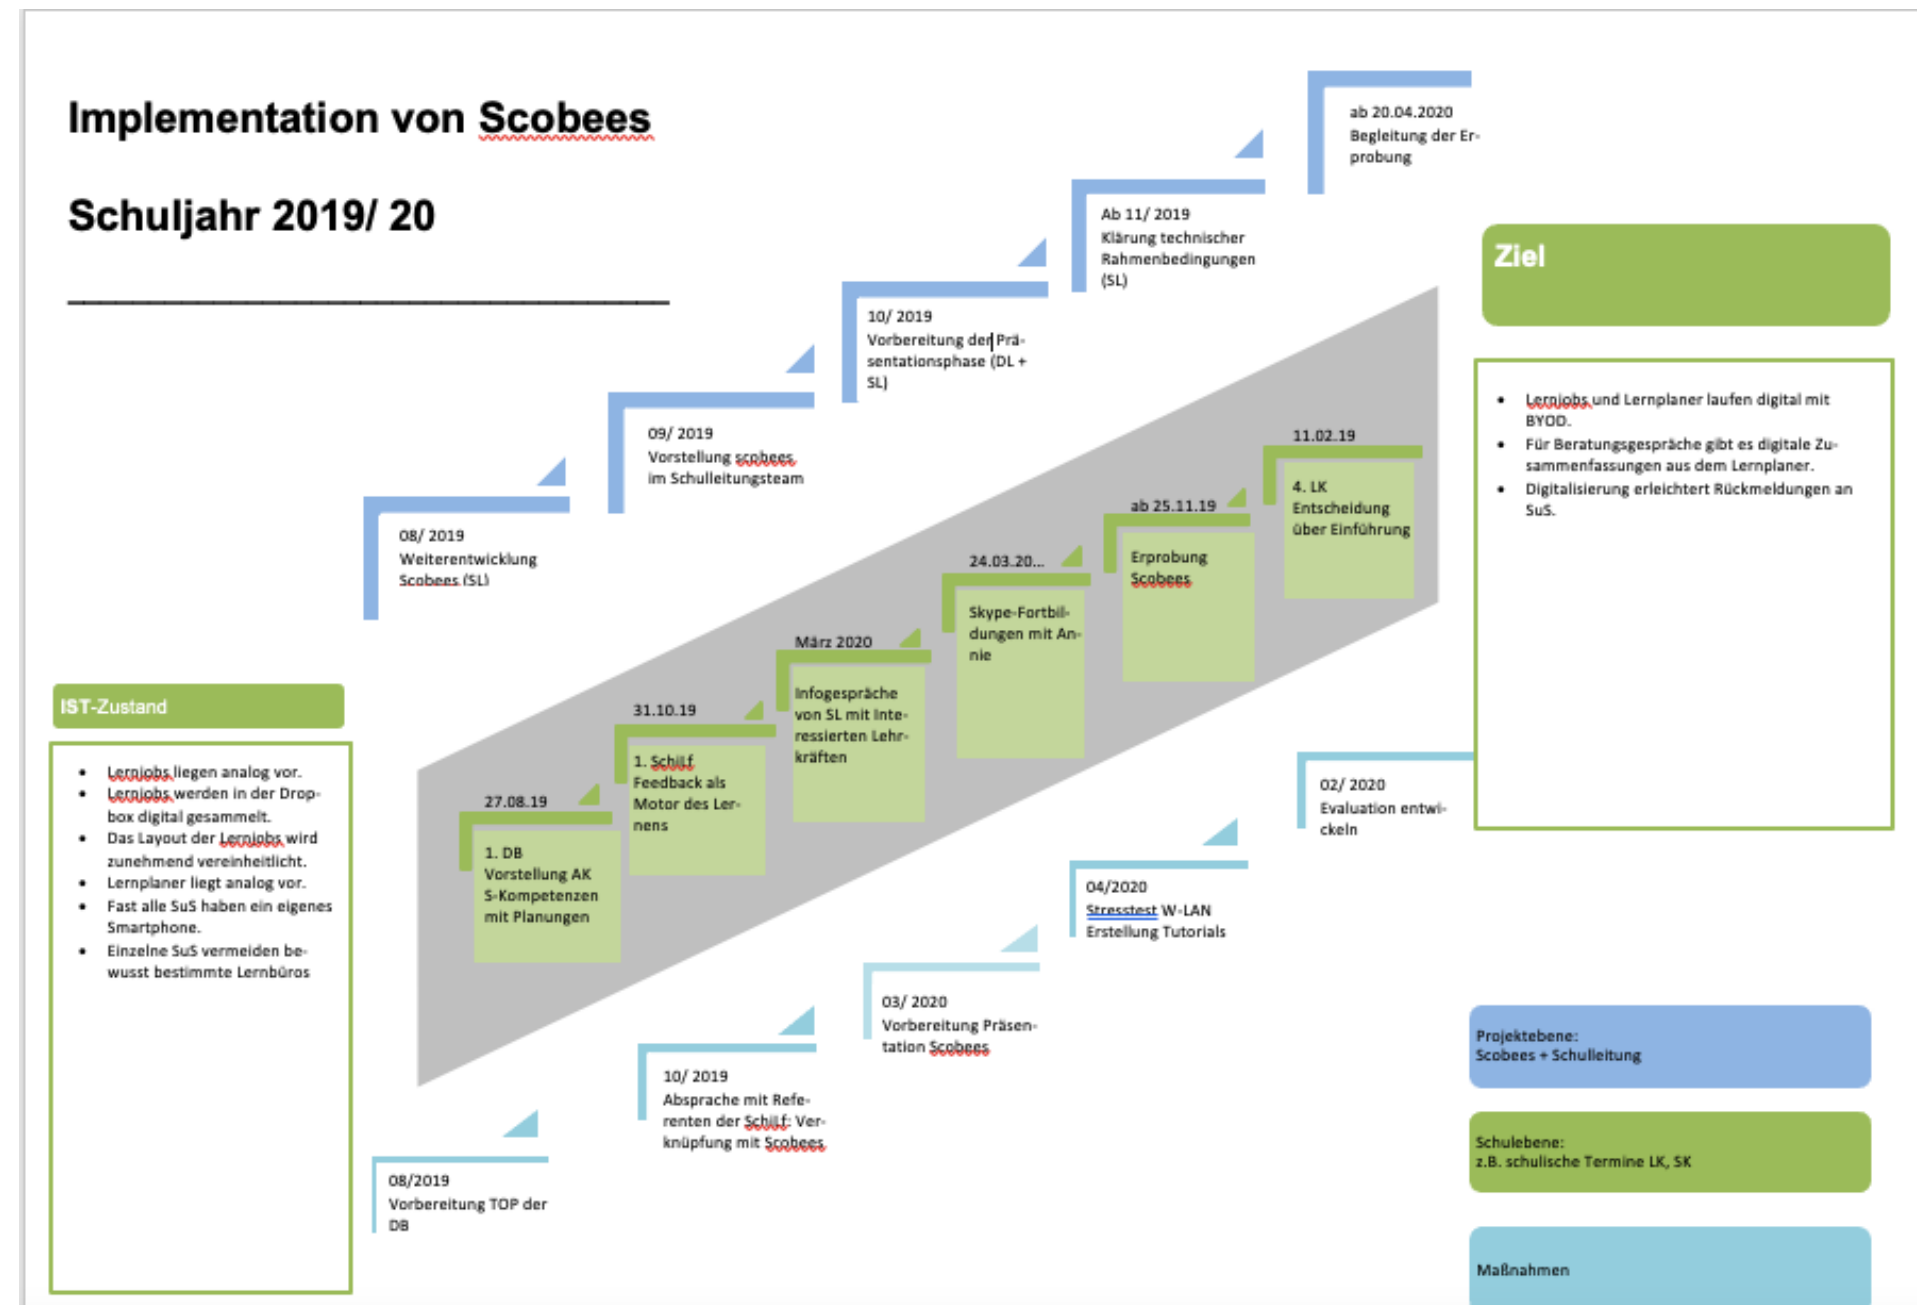 Implementation von Scobees
Schuljahr 2019/ 20
ab 20.04.2020
Begleitung der Er-
probung
Ab 11/ 2019
Klärung technischer
Rahmenbedingungen
(SL)
10/ 2019
Vorbereitung der Prä-
sentationsphase (DL +
SL)
09/ 2019
Vorstellung scobees
im Schulleitungsteam
08/ 2019
Weiterentwicklung
Scobees (SL)
Ziel
Lernjobs und Lernplaner laufen digital mit
BYOD.
Für Beratungsgespräche gibt es digitale Zu-
sammenfassungen aus dem Lernplaner.
Digitalisierung erleichtert Rückmeldungen an
SuS.
11.02.19
4. LK
Entscheidung
über Einführung
ab 25.11.19
Erprobung
Scobees
24.03.20...
Skype-Fortbil-
dungen mit An-
nie
März 2020
Infogespräche
von SL mit Inte-
ressierten Lehr-
kräften
31.10.19
1. SchiLf
Feedback als
Motor des Ler-
nens
27.08.19
1. DB
Vorstellung AK
S-Kompetenzen
mit Planungen
IST-Zustand
Lernjobs liegen analog vor.
Lernjobs werden in der Drop-
box digital gesammelt.
Das Layout der Lernjobs wird
zunehmend vereinheitlicht.
Lernplaner liegt analog vor.
Fast alle SuS haben ein eigenes
Smartphone.
Einzelne SuS vermeiden be-
wusst bestimmte Lernbüros
02/ 2020
Evaluation entwi-
ckeln
04/2020
Stresstest W-LAN
Erstellung Tutorials
03/ 2020
Vorbereitung Präsen-
tation Scobees
10/ 2019
Absprache mit Refe-
renten der SchiLf: Ver-
knüpfung mit Scobees
08/2019
Vorbereitung TOP der
DB
Projektebene:
Scobees + Schulleitung
Schulebene:
z.B. schulische Termine LK, SK
Maßnahmen